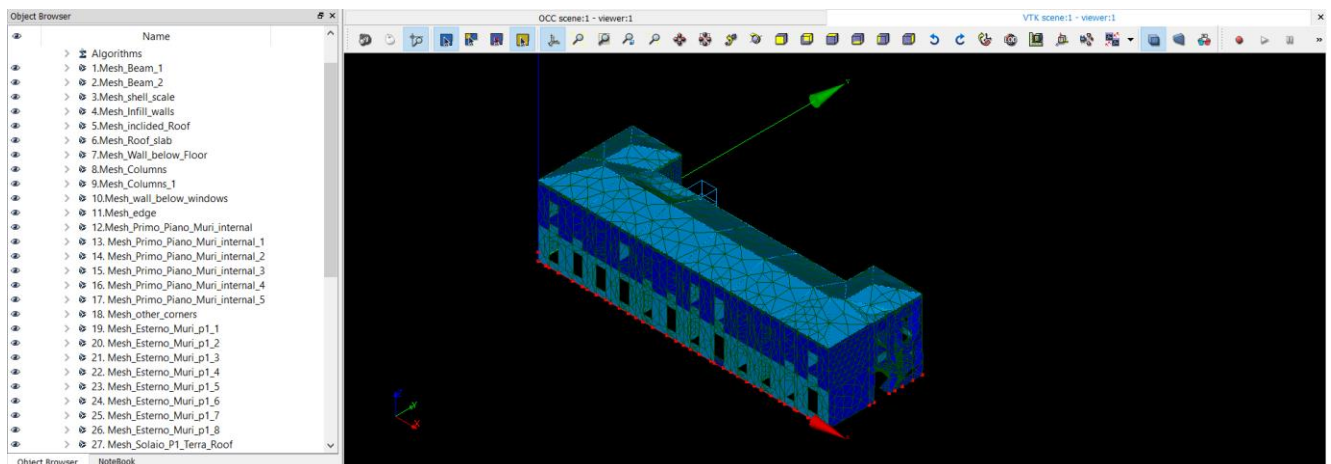 Object Browser
OCC scene:1 - viewer:1
VTK scene:1 - viewer:1
Name
Algorithms
1.Mesh_Beam_1
2.Mesh_Beam_2
3.Mesh_shell_scale
4.Mesh_Infill_walls
5.Mesh_inclided_Roof
6.Mesh_Roof_slab
7.Mesh_Wall_below_Floor
8.Mesh_Columns
9.Mesh_Columns_1
10.Mesh_wall_below_windows
11.Mesh_edge
12.Mesh_Primo_Piano_Muri_internal
13. Mesh_Primo_Piano_Muri_internal_1
14. Mesh_Primo_Piano_Muri_internal_2
15. Mesh_Primo_Piano_Muri_internal_3
16. Mesh_Primo_Piano_Muri_internal_4
17. Mesh_Primo_Piano_Muri_internal_5
18. Mesh_other_corners
19. Mesh_Esterno_Muri_p1_1
20. Mesh_Esterno_Muri_p1_2
21. Mesh_Esterno_Muri_p1_3
22. Mesh_Esterno_Muri_p1_4
23. Mesh_Esterno_Muri_p1_5
24. Mesh_Esterno_Muri_p1_6
25. Mesh_Esterno_Muri_p1_7
26. Mesh_Esterno_Muri_p1_8
27. Mesh_Solaio_P1_Terra_Roof
Object Browser
NoteBook